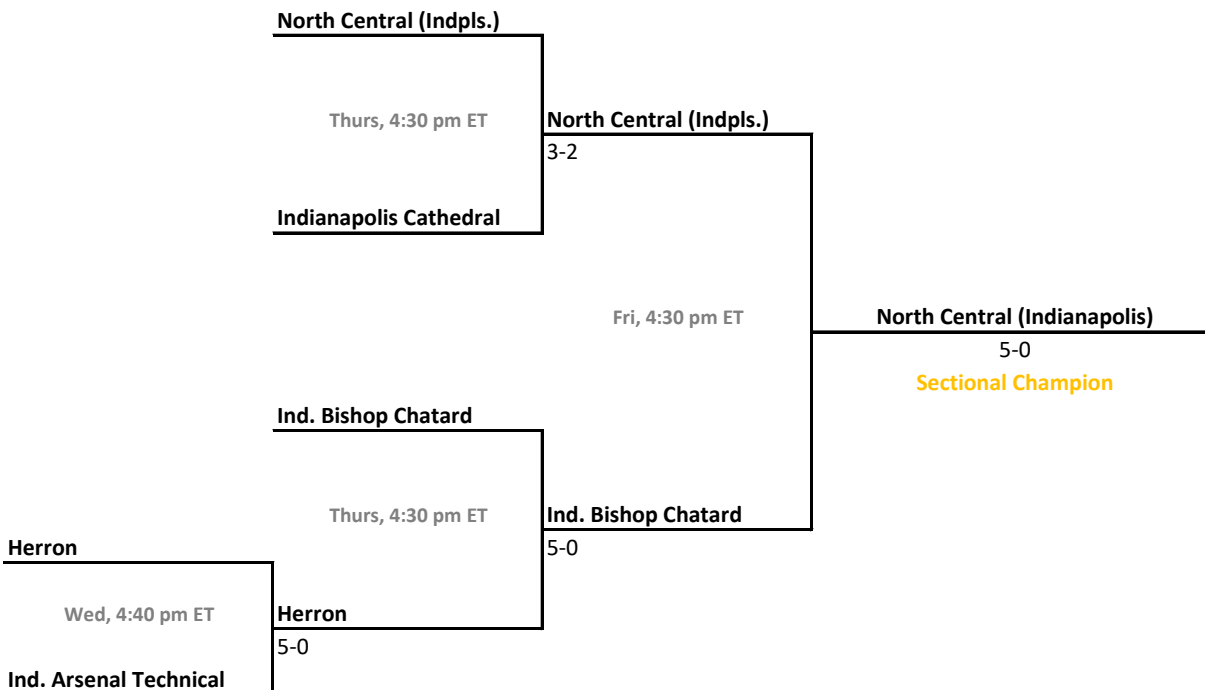 North Central (Indpls.)
Thurs, 4:30 pm ET
North Central (Indpls.)
3-2
Indianapolis Cathedral
Fri, 4:30 pm ET
North Central (Indianapolis)
5-0
Sectional Champion
Ind. Bishop Chatard
Thurs, 4:30 pm ET
Ind. Bishop Chatard
5-0
Herron
Wed, 4:40 pm ET
Herron
5-0
Ind. Arsenal Technical